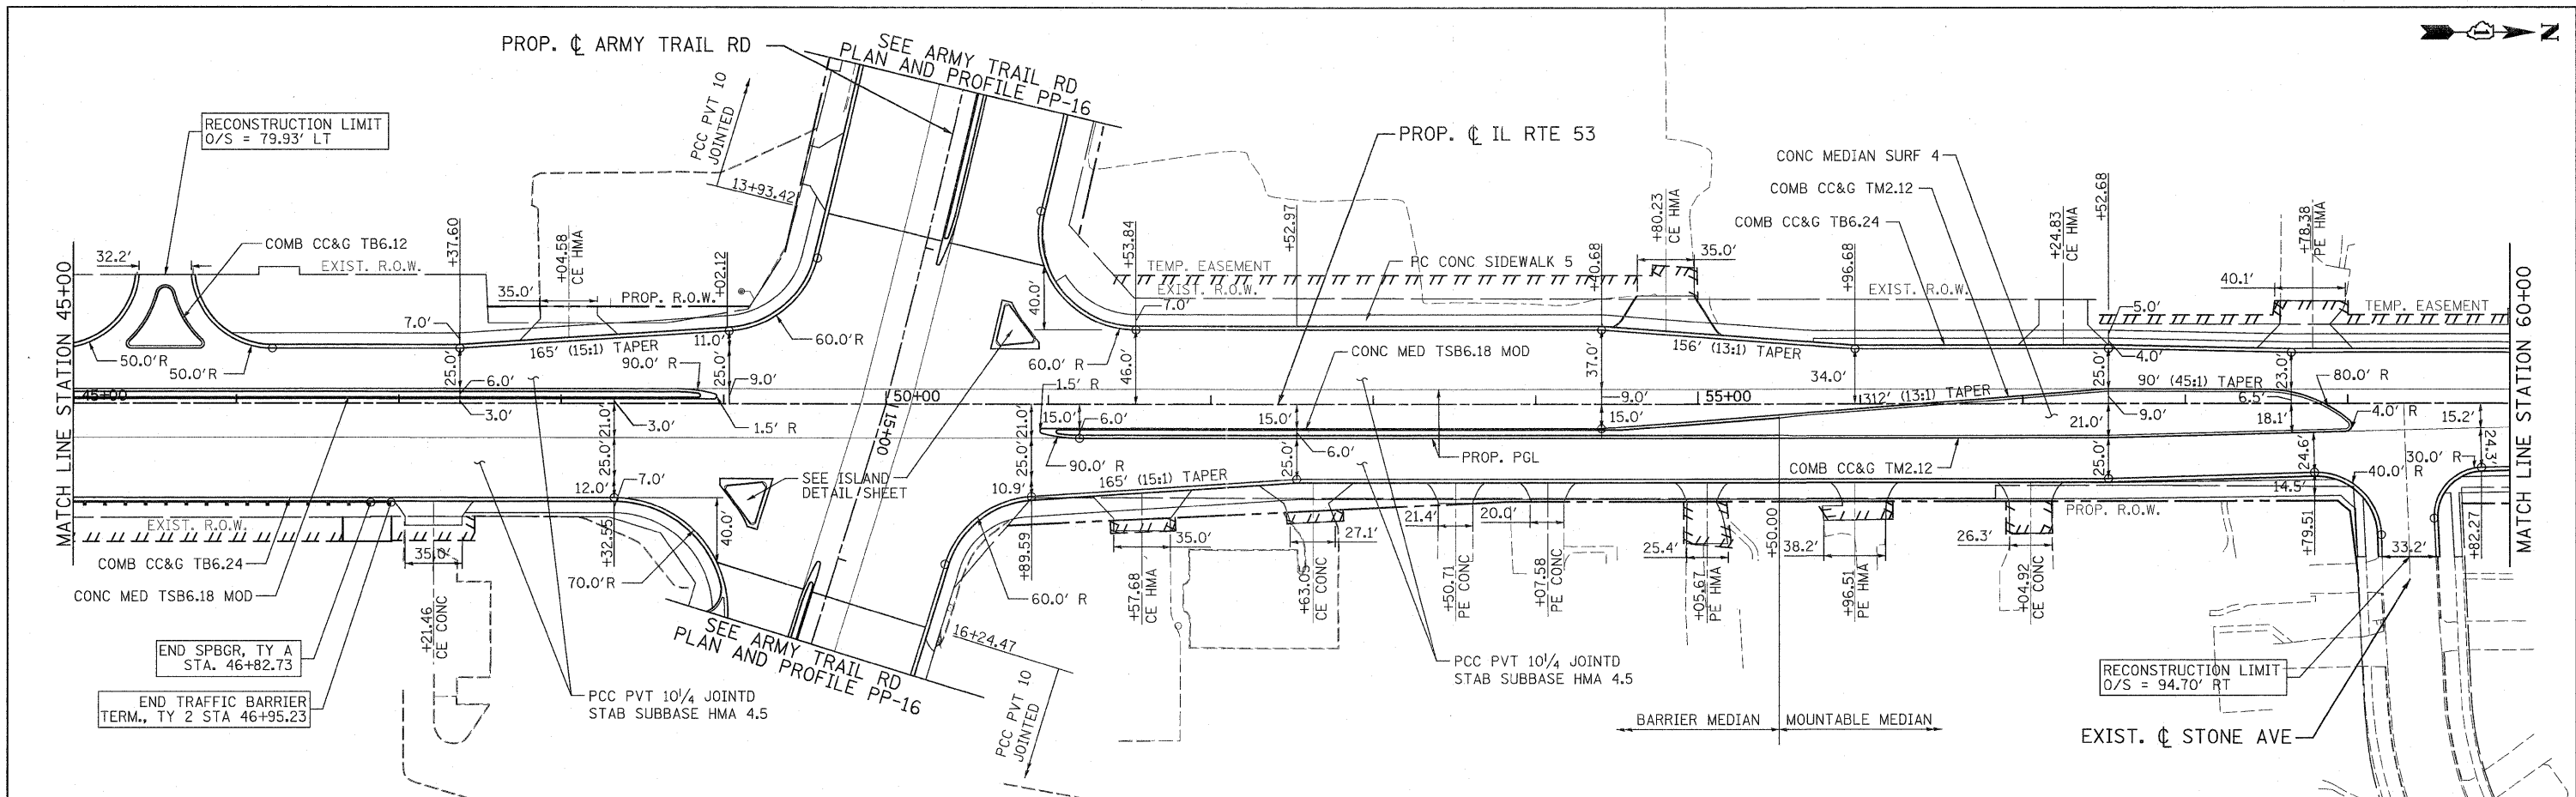 PROP. ℄ ARMY TRAIL RD
SEE ARMY TRAIL RD
PLAN AND PROFILE PP-16
PCC PVT 10
JOINTED
13+93.42
N
1
RECONSTRUCTION LIMIT
O/S = 79.93' LT
PROP. ℄ IL RTE 53
CONC MEDIAN SURF 4
COMB CC&G TM2.12
COMB CC&G TB6.24
COMB CC&G TB6.12
32.2'
EXIST. R.O.W.
+37.60
+04.58
CE HMA
+02.12
35.0'
PROP. R.O.W.
+53.84
+52.97
+40.68
+80.23
CE HMA
35.0'
+96.68
+24.83
CE HMA
+52.68
+78.38
PE HMA
40.1'
TEMP. EASEMENT
EXIST. R.O.W.
PC CONC SIDEWALK 5
EXIST. R.O.W.
TEMP. EASEMENT
MATCH LINE STATION 45+00
MATCH LINE STATION 60+00
50.0'R
50.0'R
7.0'
25.0'
165' (15:1) TAPER
11.0'
60.0'R
90.0' R
25.0'
9.0'
40.0'
60.0' R
7.0'
46.0'
CONC MED TSB6.18 MOD
37.0'
156' (13:1) TAPER
34.0'
5.0'
4.0'
25.0'
90' (45:1) TAPER
23.0'
80.0' R
45+00
6.0'
3.0'
21.0'
3.0'
1.5' R
50+00
15+00
1.5' R
15.0'
6.0'
15.0'
9.0'
15.0'
55+00
312' (13:1) TAPER
9.0'
21.0'
6.5'
18.1'
4.0' R
15.2'
24.3'
25.0'
7.0'
12.0'
40.0'
SEE ISLAND
DETAIL SHEET
21.0'
25.0'
90.0' R
165' (15:1) TAPER
10.9'
25.0'
6.0'
PROP. PGL
COMB CC&G TM2.12
25.0'
24.6'
30.0' R
40.0' R
14.5'
EXIST. R.O.W.
COMB CC&G TB6.24
CONC MED TSB6.18 MOD
35.0'
+21.46
CE CONC
+32.55
70.0'R
+89.59
60.0' R
+57.68
CE HMA
35.0'
+63.05
CE CONC
27.1'
21.4'
+50.71
PE CONC
20.0'
+07.58
PE CONC
25.4'
+05.67
PE HMA
+50.00
38.2'
+96.51
PE HMA
26.3'
+04.92
CE CONC
PROP. R.O.W.
+79.51
33.2'
+82.27
END SPBGR, TY A
STA. 46+82.73
END TRAFFIC BARRIER
TERM., TY 2 STA 46+95.23
PCC PVT 10¼ JOINTD
STAB SUBBASE HMA 4.5
SEE ARMY TRAIL RD
PLAN AND PROFILE PP-16
16+24.47
PCC PVT 10
JOINTED
PCC PVT 10¼ JOINTD
STAB SUBBASE HMA 4.5
BARRIER MEDIAN
MOUNTABLE MEDIAN
RECONSTRUCTION LIMIT
O/S = 94.70' RT
EXIST. ℄ STONE AVE